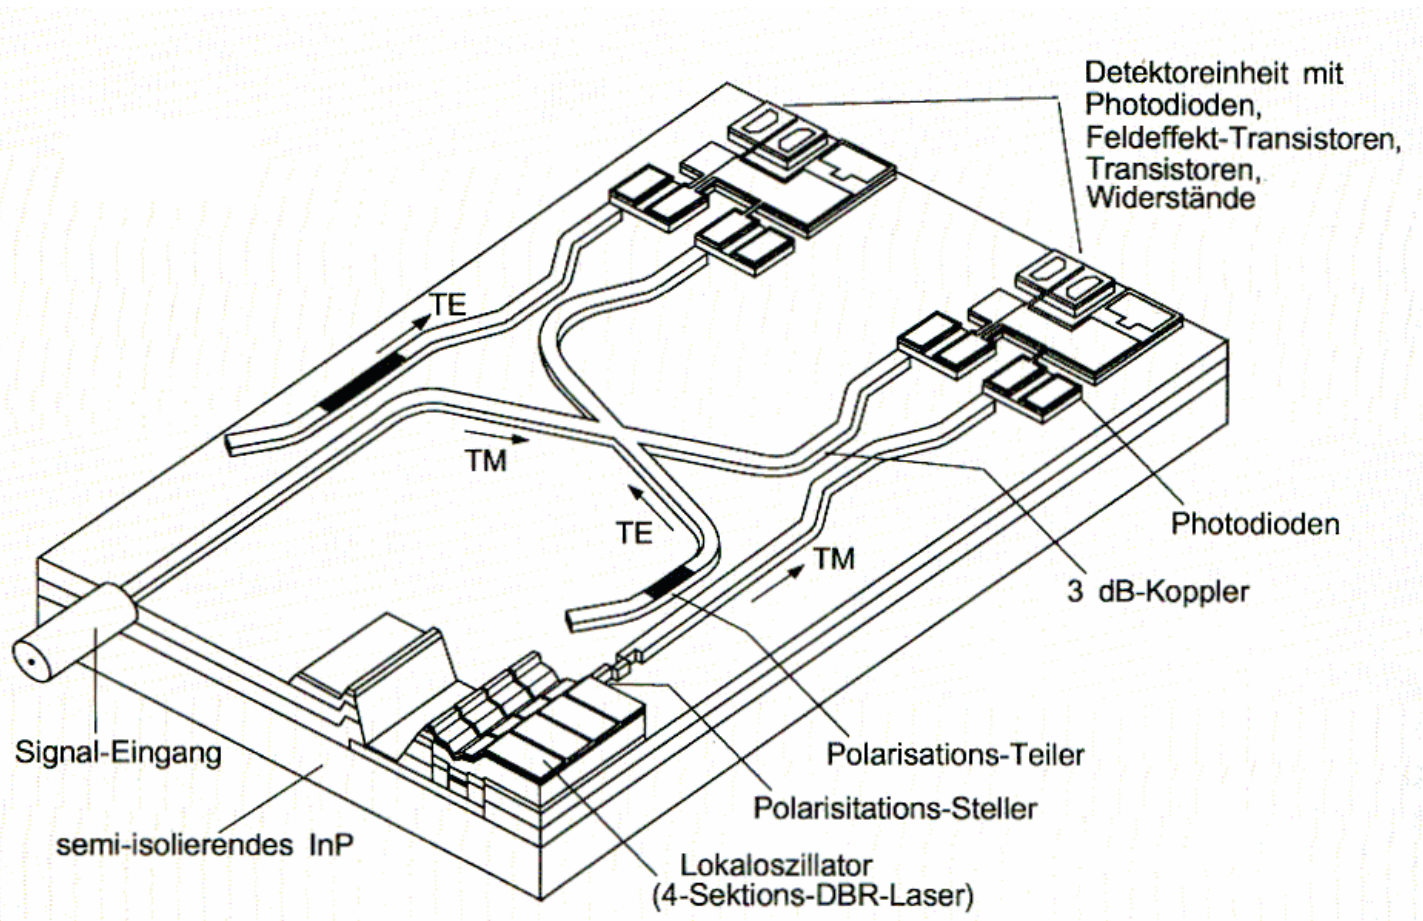 Detektoreinheit mit
Photodioden,
Feldeffekt-Transistoren,
Transistoren,
Widerstände
TE
TM
TE
TM
Photodioden
3 dB-Koppler
Signal-Eingang
Polarisations-Teiler
Polarisitations-Steller
semi-isolierendes InP
Lokaloszillator
(4-Sektions-DBR-Laser)